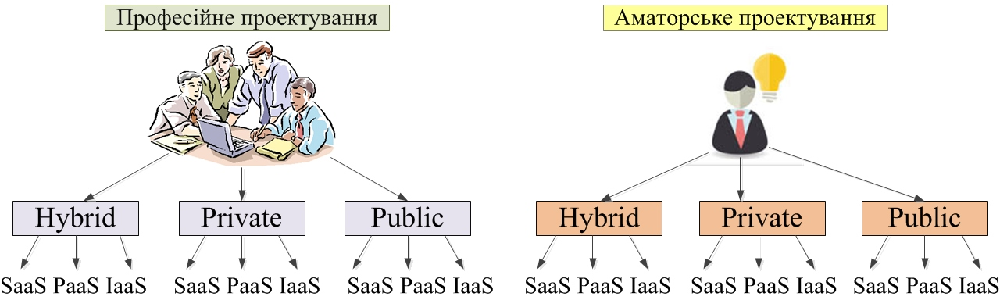 Професійне проектування
Аматорське проектування
Hybrid Private Public
Hybrid Private Public
SaaS PaaS IaaS SaaS PaaS IaaS SaaS PaaS IaaS
SaaS PaaS IaaS SaaS PaaS IaaS SaaS PaaS IaaS